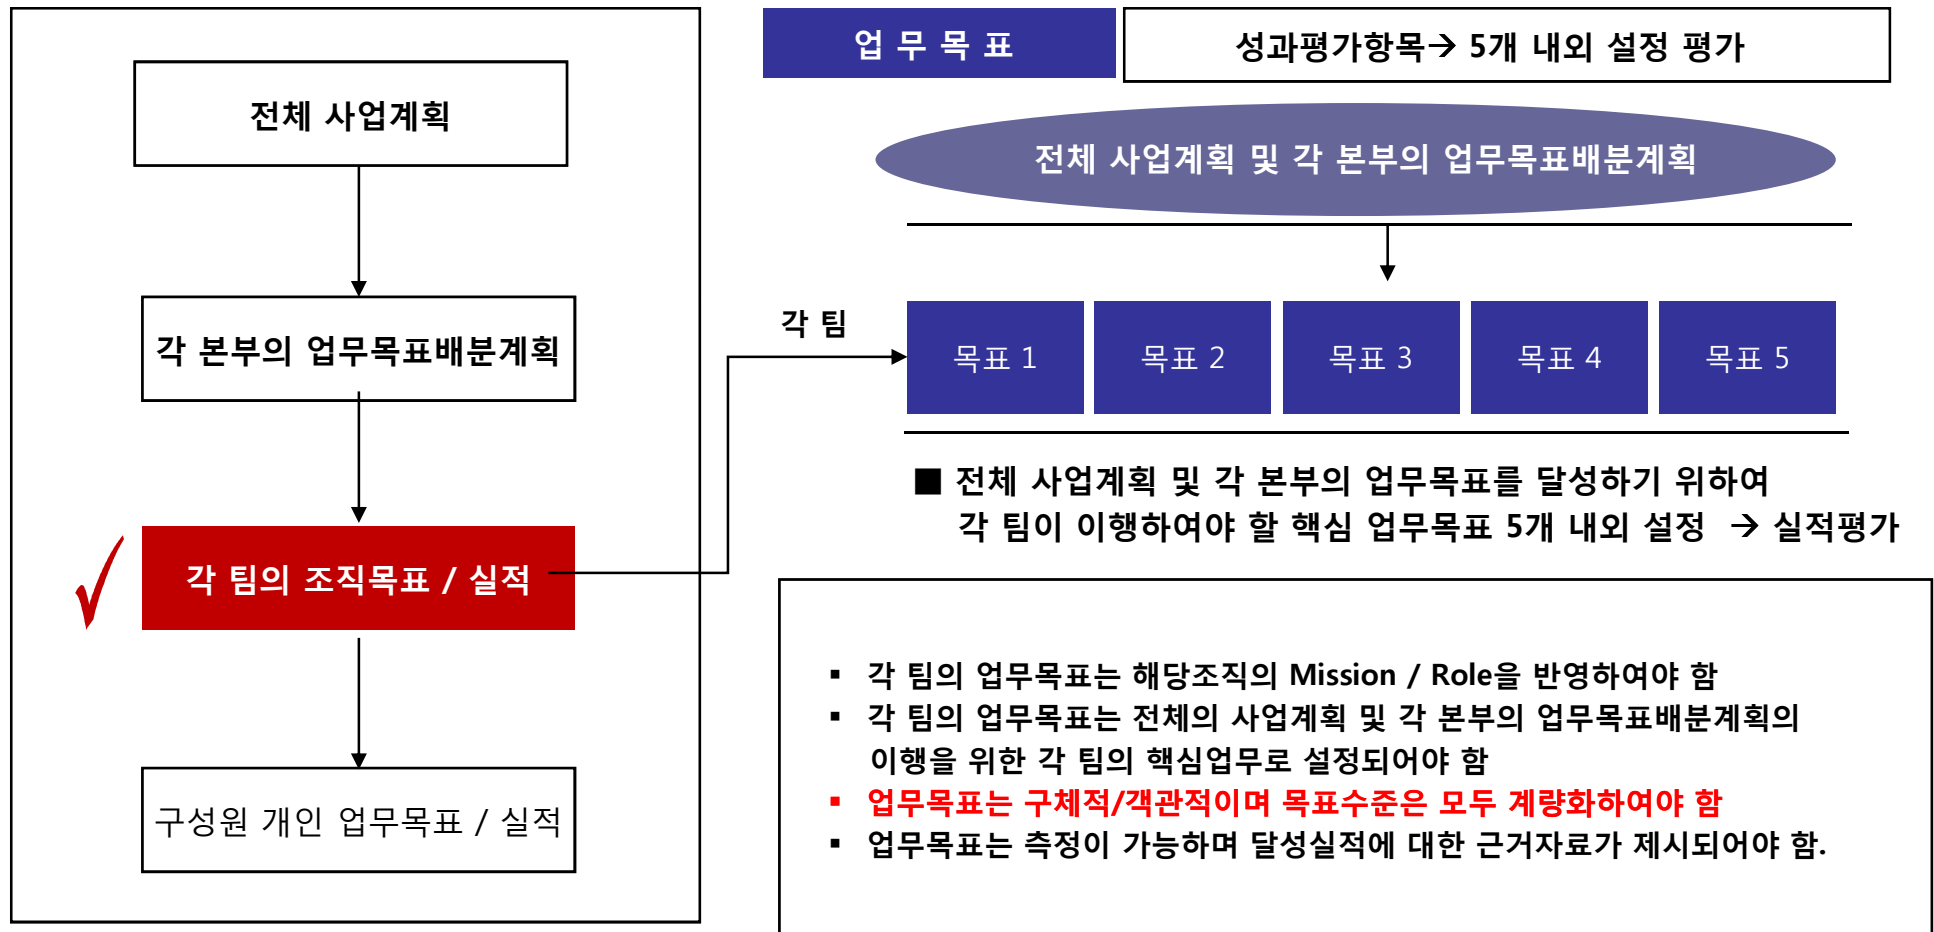 전체 사업계획
각 본부의 업무목표배분계획
각 팀의 조직목표 / 실적
구성원 개인 업무목표 / 실적
업 무 목 표
성과평가항목→ 5개 내외 설정 평가
전체 사업계획 및 각 본부의 업무목표배분계획
각 팀
목표 1
목표 2
목표 3
목표 4
목표 5
■ 전체 사업계획 및 각 본부의 업무목표를 달성하기 위하여
각 팀이 이행하여야 할 핵심 업무목표 5개 내외 설정 → 실적평가
▪ 각 팀의 업무목표는 해당조직의 Mission / Role을 반영하여야 함
▪ 각 팀의 업무목표는 전체의 사업계획 및 각 본부의 업무목표배분계획의
이행을 위한 각 팀의 핵심업무로 설정되어야 함
▪ 업무목표는 구체적/객관적이며 목표수준은 모두 계량화하여야 함
▪ 업무목표는 측정이 가능하며 달성실적에 대한 근거자료가 제시되어야 함.